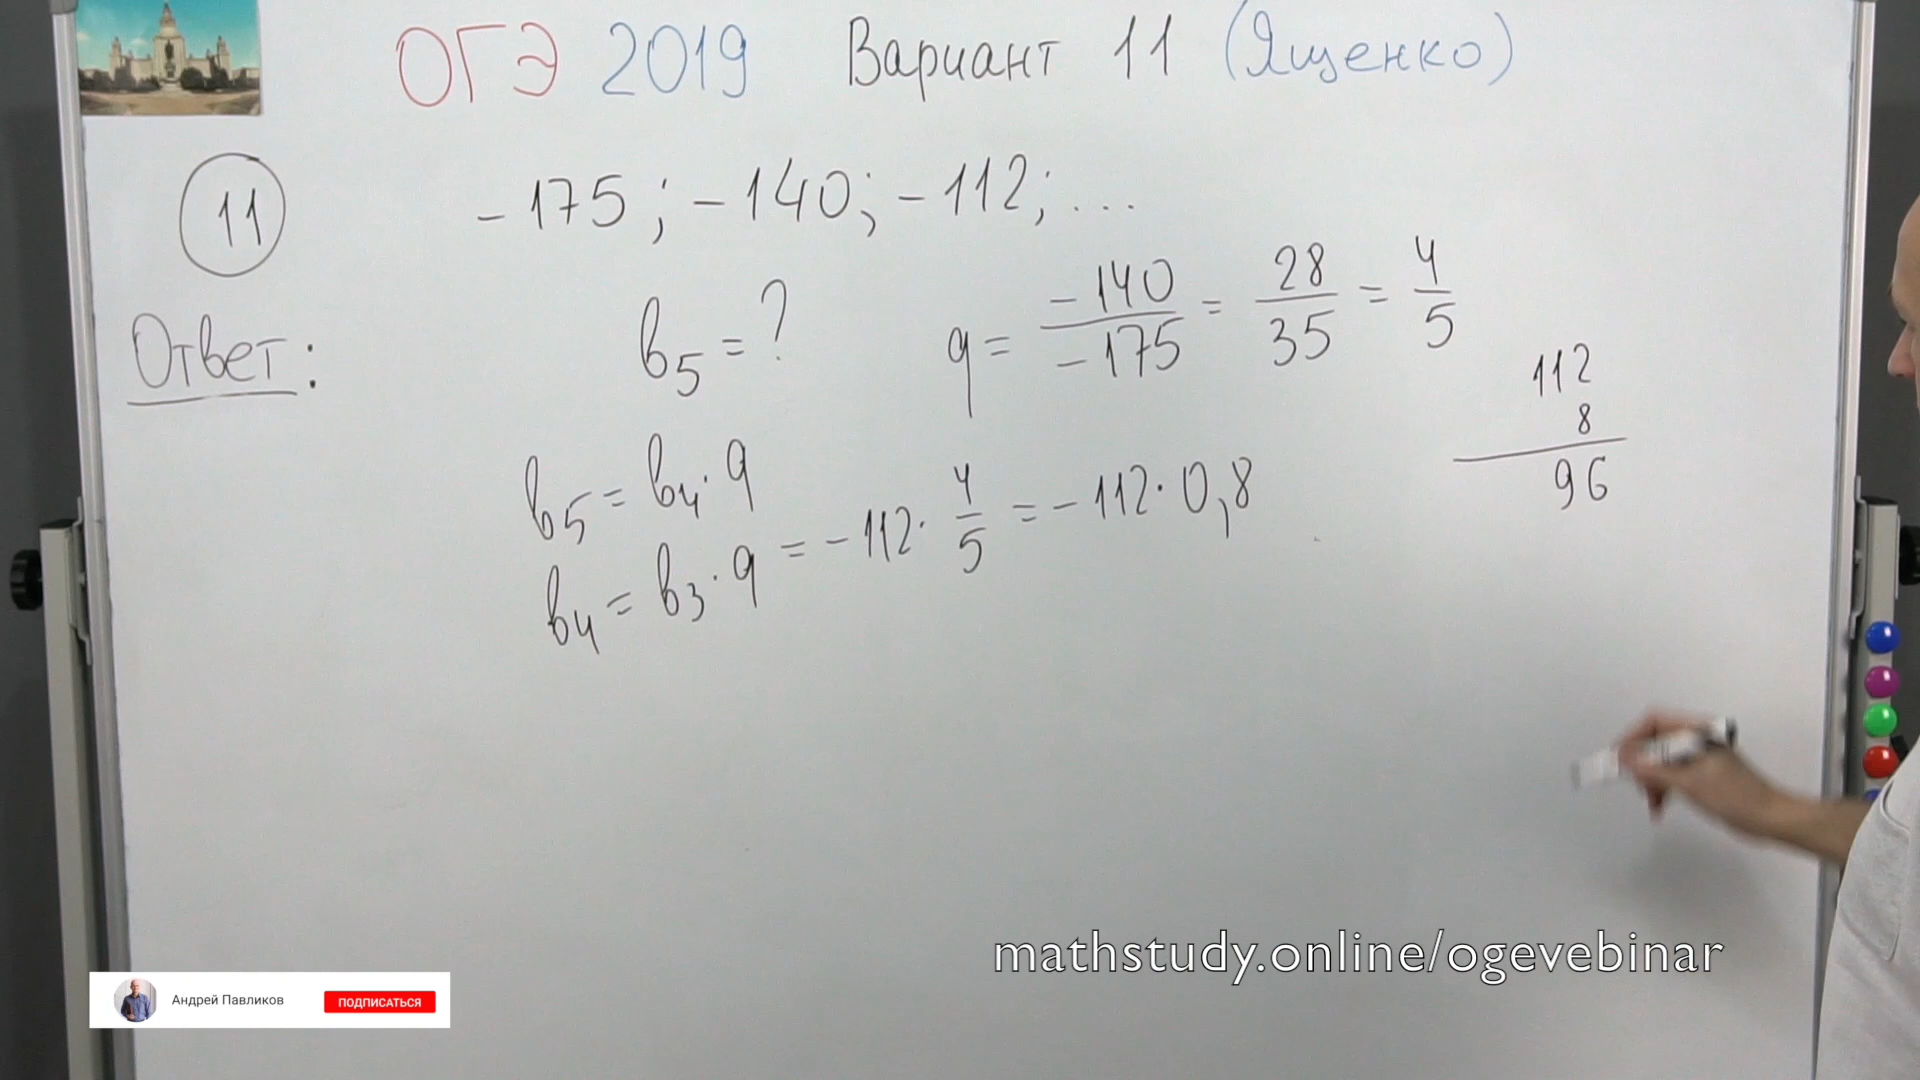 ОГЭ 2019 Вариант 11 (Ященко)
11
-175; -140; -112; ...
Ответ:
b₅ = ?
q = -140/-175 = 28/35 = 4/5
112
8
96
b₅ = b₄ · q
b₄ = b₃ · q = -112 · 4/5 = -112 · 0,8
mathstudy.online/ogevebinar
Андрей Павликов
ПОДПИСАТЬСЯ